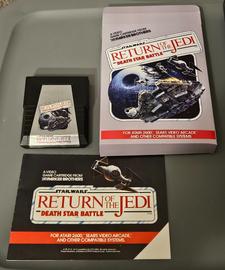 A VIDEO
GAME CARTRIDGE FROM
PARKER BROTHERS
STAR WARS
RETURN OF THE JEDI
DEATH STAR BATTLE
FOR ATARI 2600, SEARS VIDEO ARCADE
AND OTHER COMPATIBLE SYSTEMS.
A VIDEO
GAME CARTRIDGE FROM
PARKER BROTHERS
STAR WARS
RETURN OF THE JEDI
DEATH STAR BATTLE
FOR ATARI 2600, SEARS VIDEO ARCADE
AND OTHER COMPATIBLE SYSTEMS.